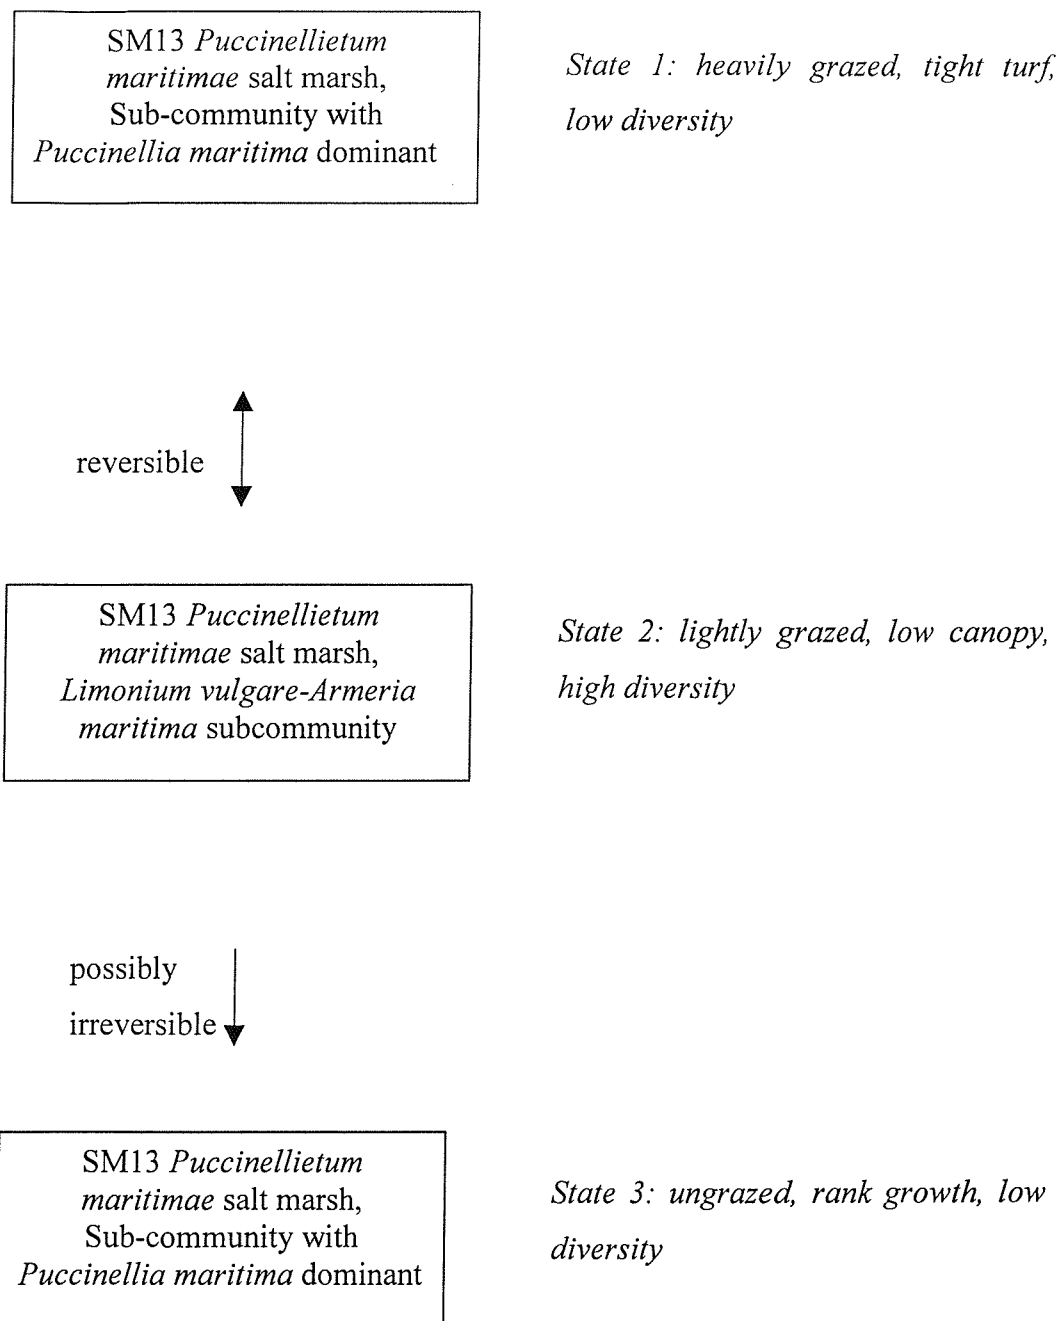 SM13 Puccinellietum
maritimae salt marsh,
Sub-community with
Puccinellia maritima dominant
State 1: heavily grazed, tight turf,
low diversity
reversible
SM13 Puccinellietum
maritimae salt marsh,
Limonium vulgare-Armeria
maritima subcommunity
State 2: lightly grazed, low canopy,
high diversity
possibly
irreversible
SM13 Puccinellietum
maritimae salt marsh,
Sub-community with
Puccinellia maritima dominant
State 3: ungrazed, rank growth, low
diversity